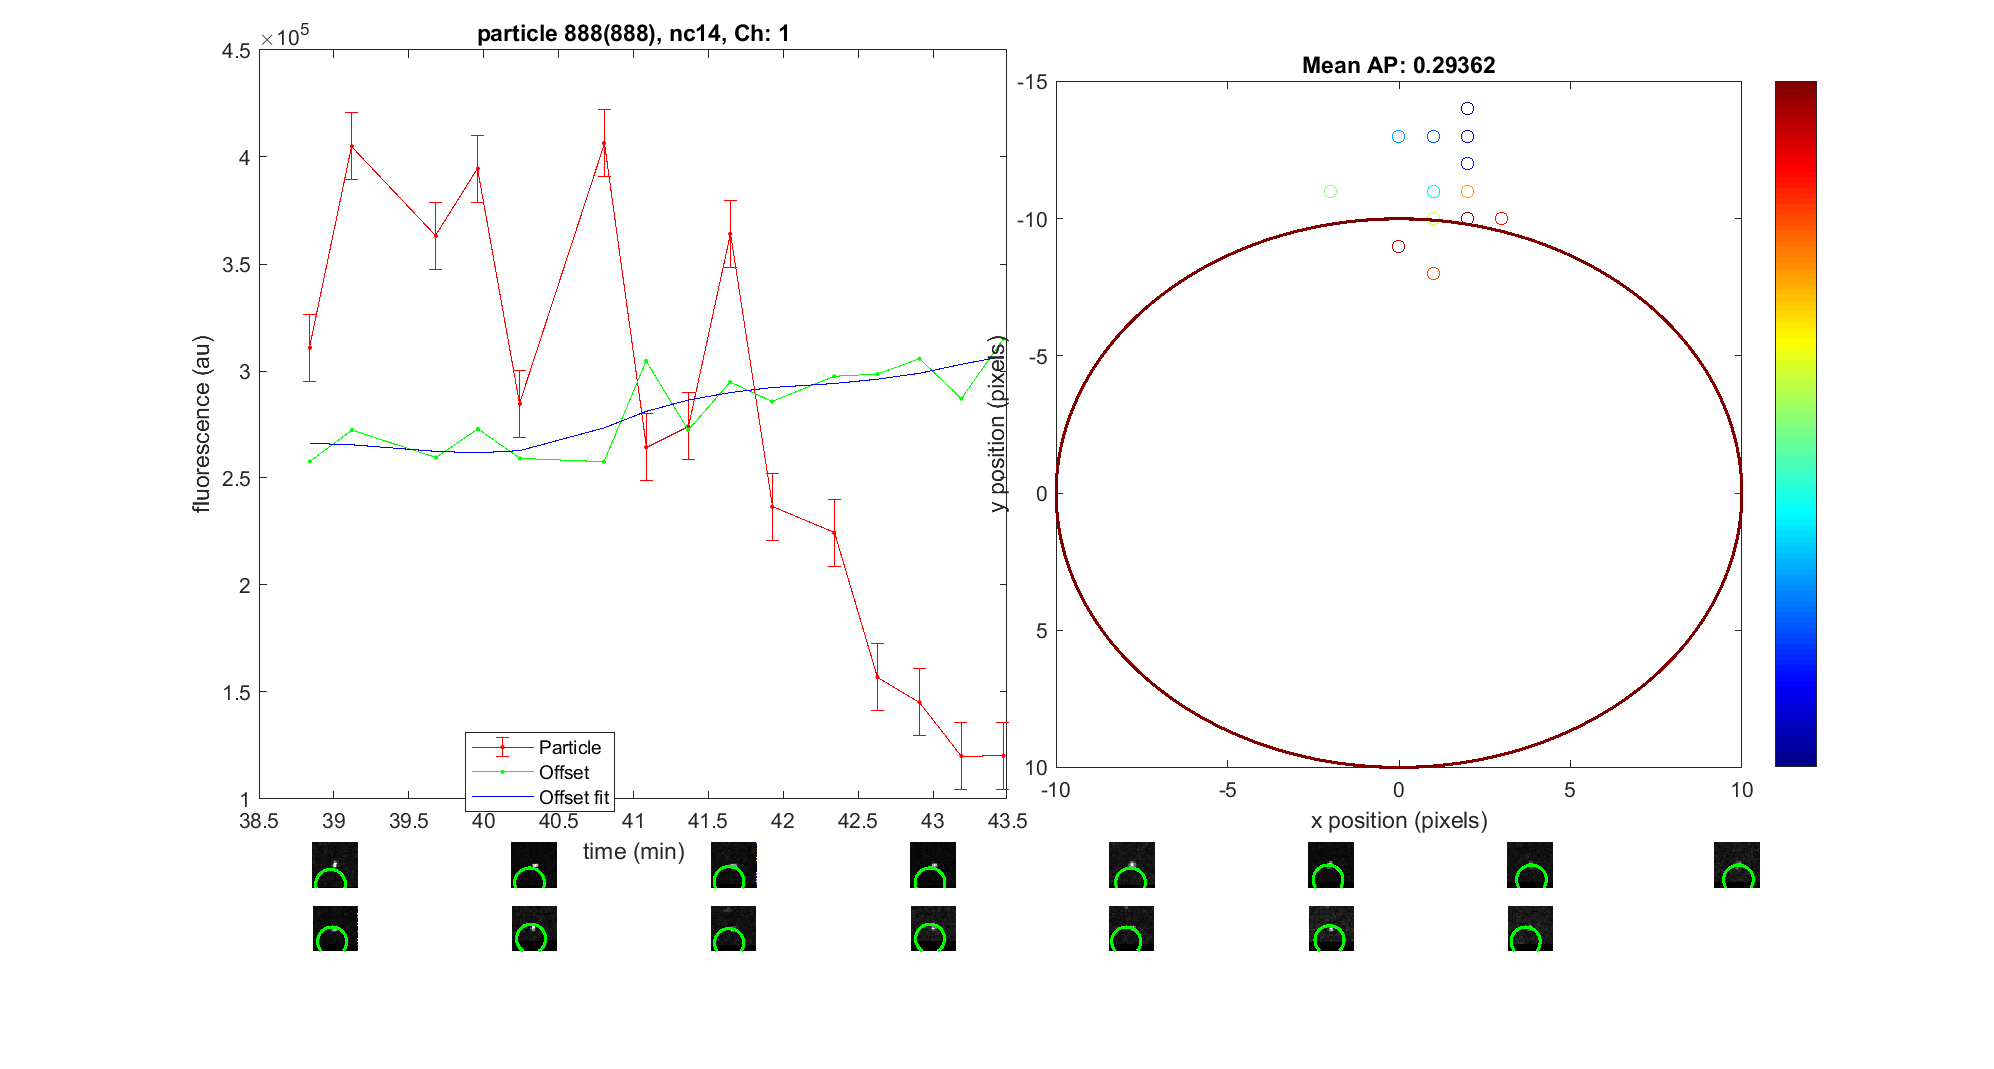 particle 888(888), nc14, Ch: 1
×10^5
4.5
4
3.5
3
2.5
2
1.5
1
fluorescence (au)
38.5 39 39.5 40 40.5 41 41.5 42 42.5 43 43.5
time (min)
Particle
Offset
Offset fit
Mean AP: 0.29362
-15
-10
-5
0
5
10
y position (pixels)
-10 -5 0 5 10
x position (pixels)